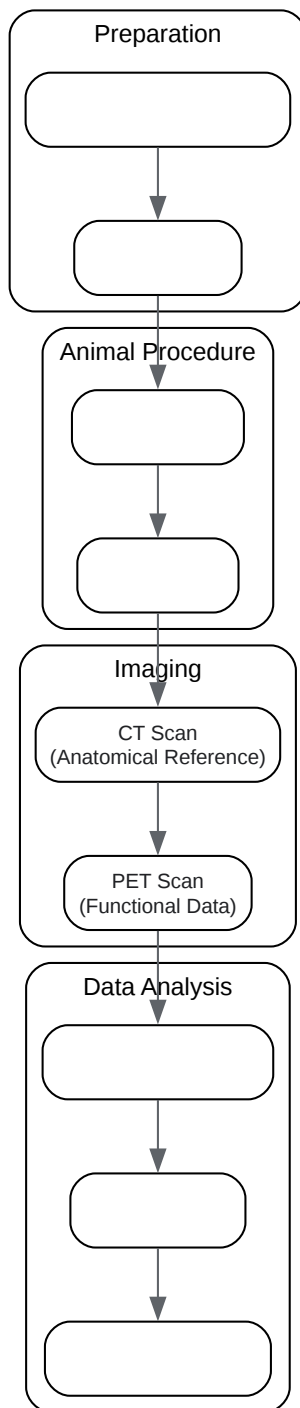 Preparation
Animal Procedure
Imaging
CT Scan
(Anatomical Reference)
PET Scan
(Functional Data)
Data Analysis